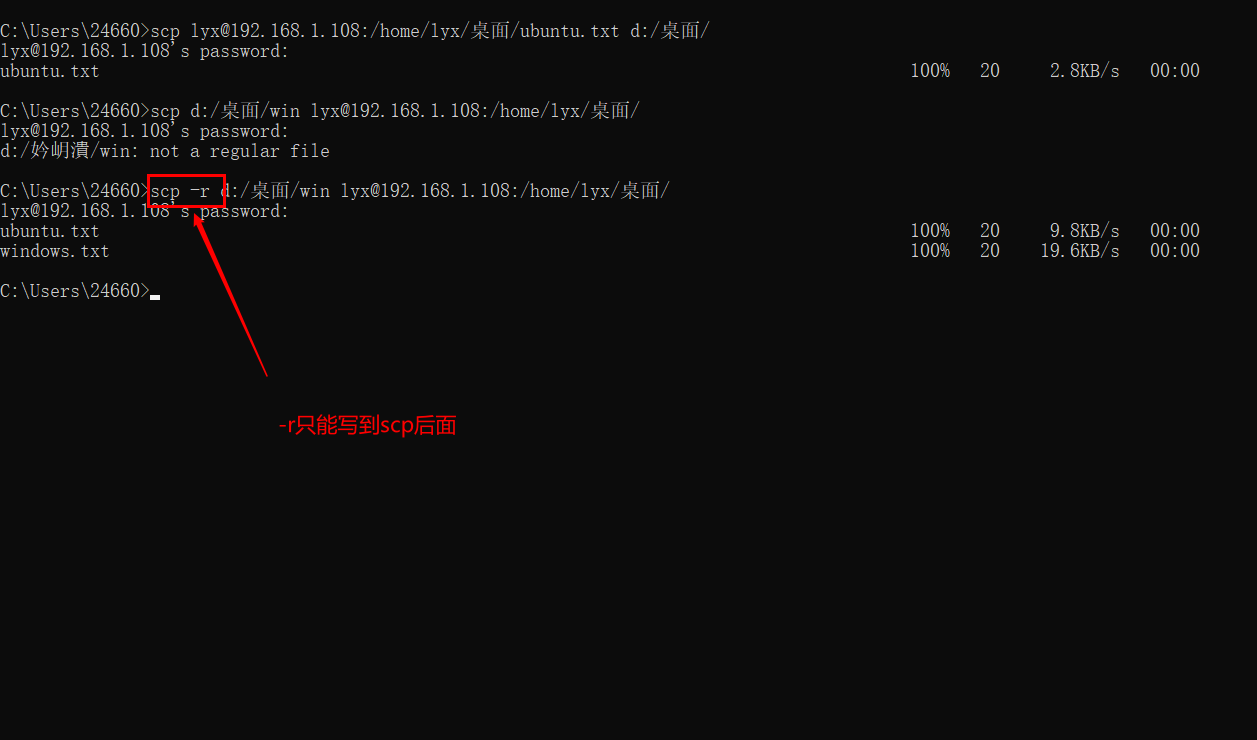 C:\Users\24660>scp lyx@192.168.1.108:/home/lyx/桌面/ubuntu.txt d:/桌面/
lyx@192.168.1.108's password:
ubuntu.txt 100% 20 2.8KB/s 00:00
C:\Users\24660>scp d:/桌面/win lyx@192.168.1.108:/home/lyx/桌面/
lyx@192.168.1.108's password:
d:/妗岄潰/win: not a regular file
C:\Users\24660>scp -r d:/桌面/win lyx@192.168.1.108:/home/lyx/桌面/
lyx@192.168.1.108's password:
ubuntu.txt 100% 20 9.8KB/s 00:00
windows.txt 100% 20 19.6KB/s 00:00
C:\Users\24660>
-r只能写到scp后面